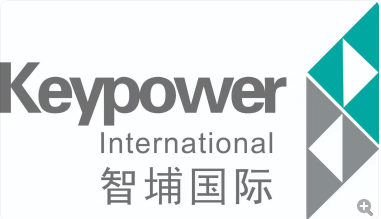 Keypower
International
智埔国际